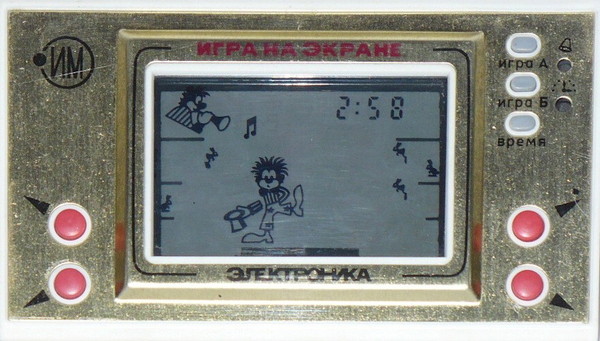 ИМ
ИГРА НА ЭКРАНЕ
2:58
игра А
игра Б
время
ЭЛЕКТРОНИКА